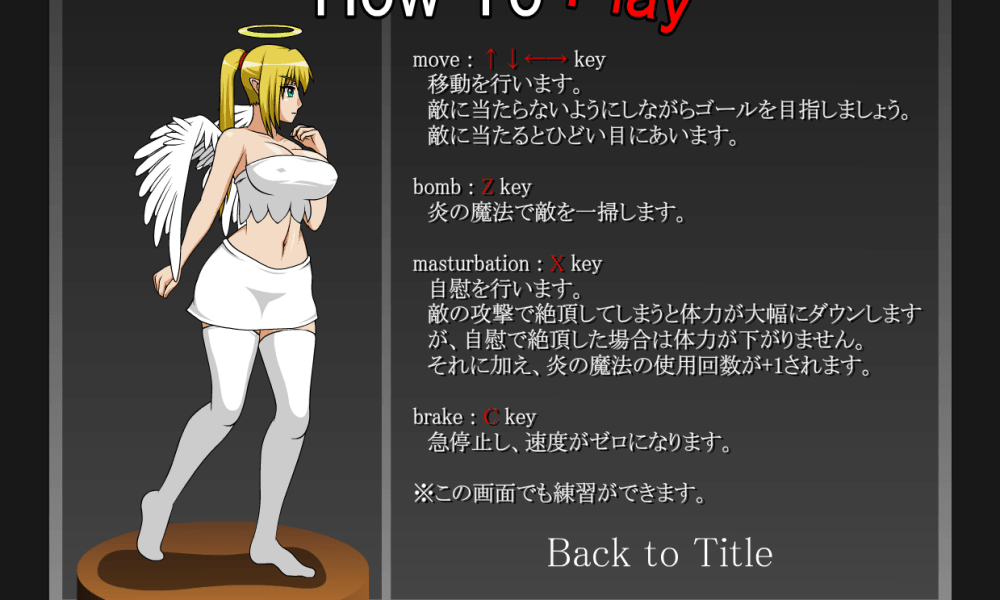 How To Play
move : ↑ ↓ ←→ key
移動を行います。
敵に当たらないようにしながらゴールを目指しましょう。
敵に当たるとひどい目にあいます。
bomb : Z key
炎の魔法で敵を一掃します。
masturbation : X key
自慰を行います。
敵の攻撃で絶頂してしまうと体力が大幅にダウンします
が、自慰で絶頂した場合は体力が下がりません。
それに加え、炎の魔法の使用回数が+1されます。
brake : C key
急停止し、速度がゼロになります。
※この画面でも練習ができます。
Back to Title